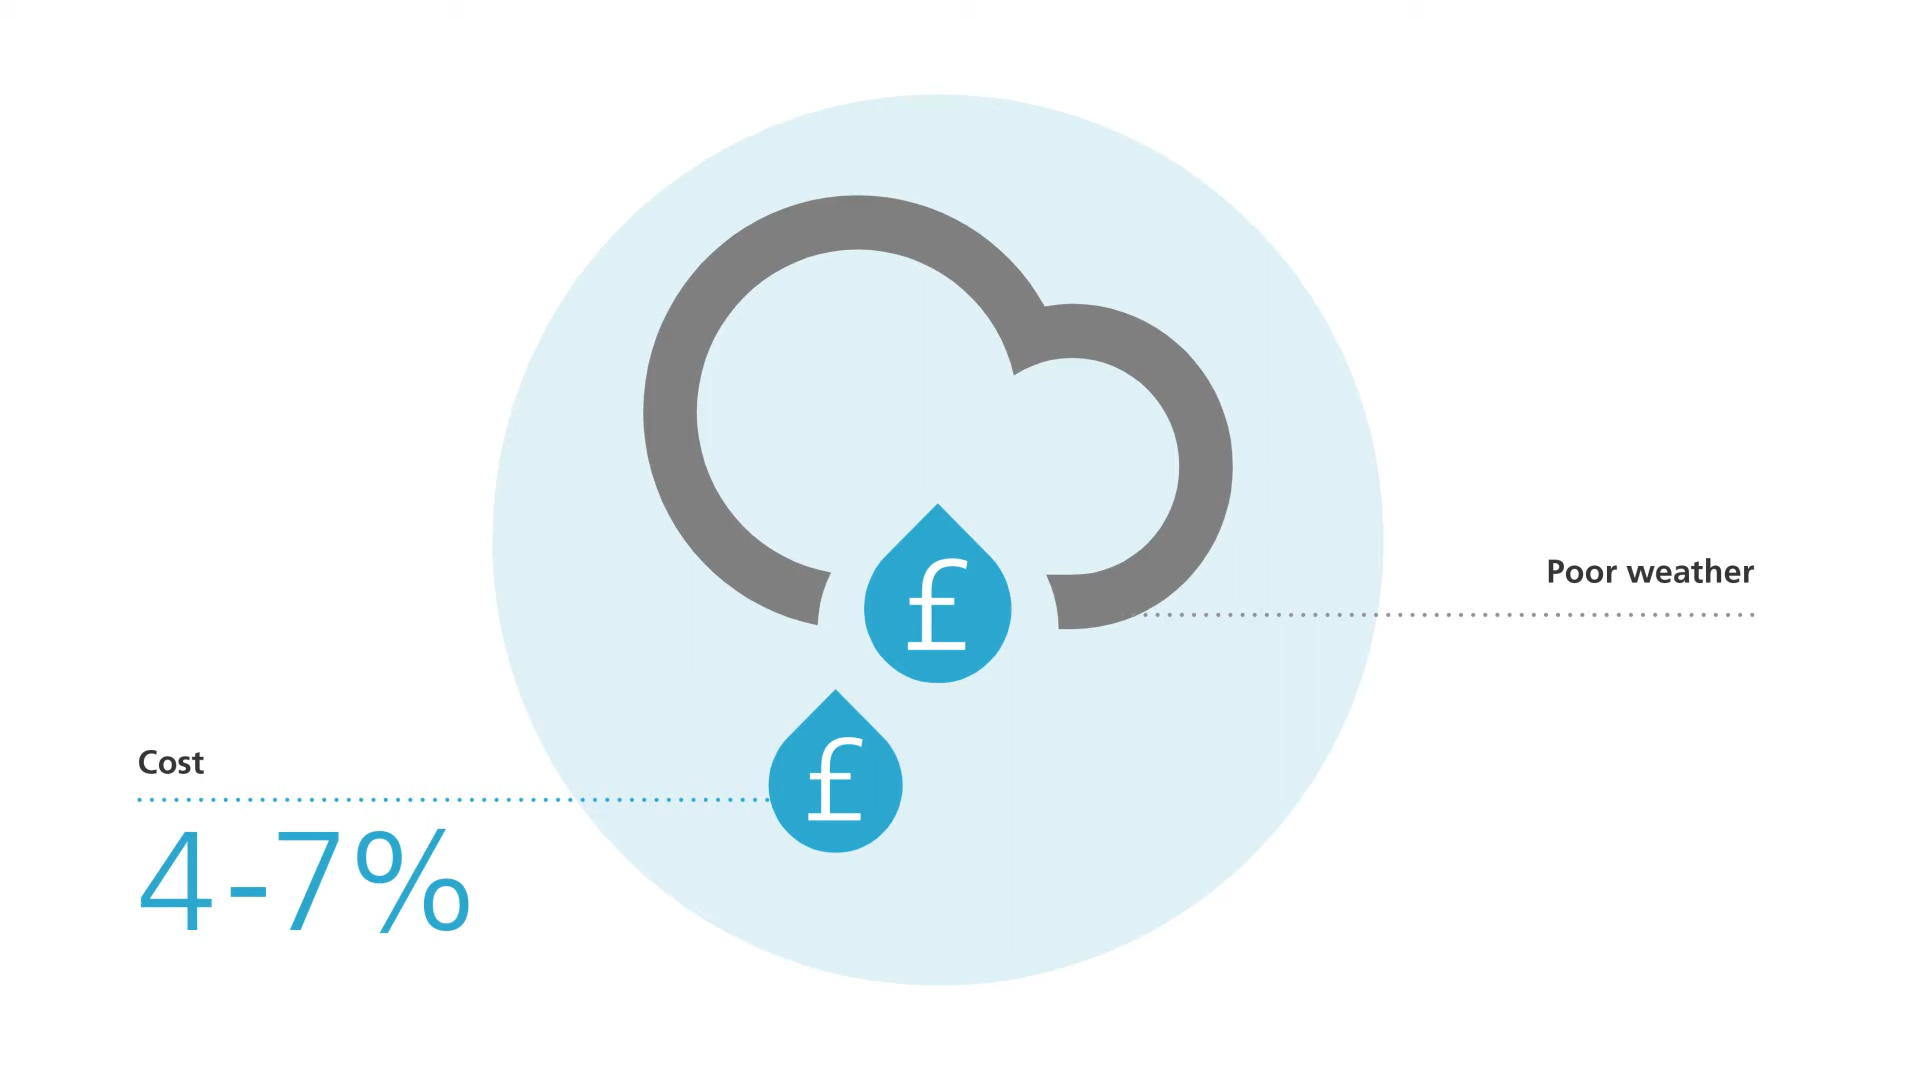 £
Poor weather
Cost
£
4-7%